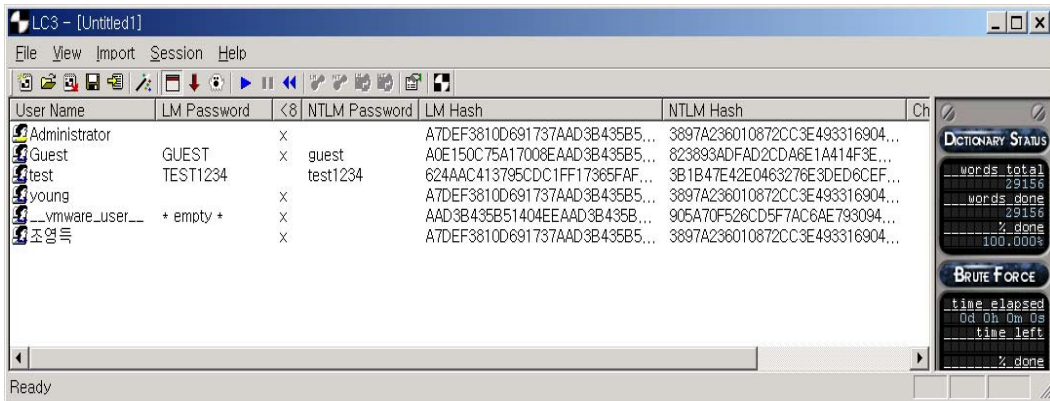 LC3 - [Untitled1]
File View Import Session Help
User Name LM Password <8 NTLM Password LM Hash NTLM Hash Ch
Administrator x A7DEF3810D691737AAD3B435B5... 3897A236010872CC3E493316904...
Guest GUEST x guest A0E150C75A17008EAAD3B435B5... 823893ADFAD2CDA6E1A414F3E...
test TEST1234 test1234 624AAC413795CDC1FF17365FAF... 3B1B47E42E0463276E3DED6CEF...
young x A7DEF3810D691737AAD3B435B5... 3897A236010872CC3E493316904...
__vmware_user__ * empty * x AAD3B435B51404EEAAD3B435B... 905A70F526CD5F7AC6AE793094...
조영득 x A7DEF3810D691737AAD3B435B5... 3897A236010872CC3E493316904...
DICTIONARY STATUS
words total
29156
words done
29156
% done
100.000%
BRUTE FORCE
time elapsed
0d 0h 0m 0s
time left
% done
Ready